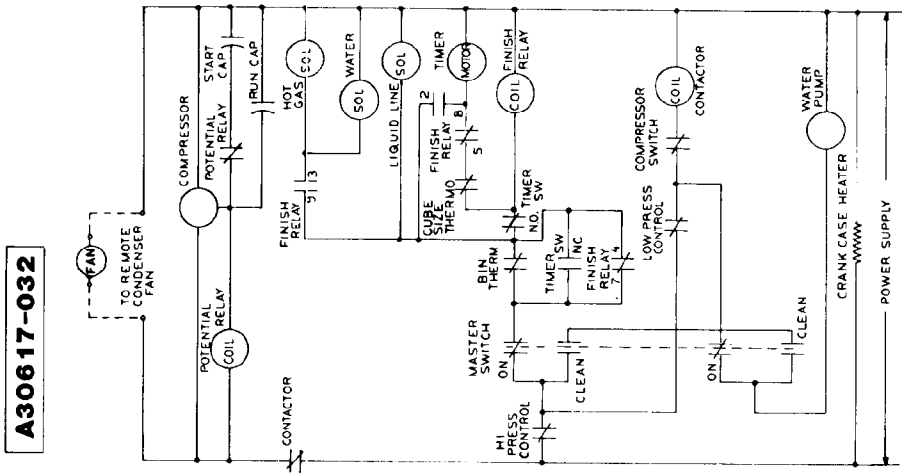 A30617-032
FAN
TO REMOTE
CONDENSER
FAN
COMPRESSOR
POTENTIAL
RELAY
START
CAP
RUN CAP
POTENTIAL
RELAY
COIL
CONTACTOR
HOT
GAS
SOL
WATER
SOL
FINISH
RELAY
9
13
LIQUID LINE
SOL
TIMER
MOTOR
2
8
FINISH
RELAY
5
CUBE
SIZE
THERMO
FINISH
RELAY
COIL
TIMER
SW
N.O.
BIN
THERM
TIMER
SW
NC
FINISH
RELAY
7
4
MASTER
SWITCH
ON
CLEAN
HI
PRESS
CONTROL
LOW PRESS
CONTROL
COMPRESSOR
SWITCH
COIL
CONTACTOR
ON
CLEAN
WATER
PUMP
CRANK CASE HEATER
POWER SUPPLY